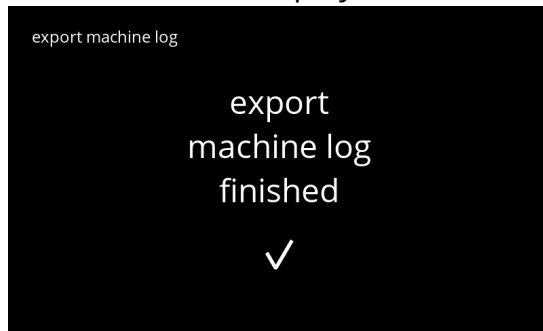 export machine log
export
machine log
finished
✓